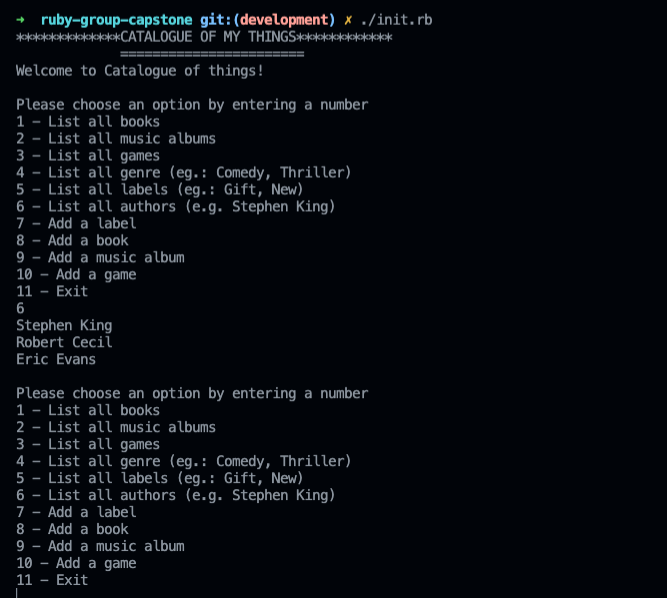 ➜ ruby-group-capstone git:(development) ✗ ./init.rb
*************CATALOGUE OF MY THINGS************
=======================
Welcome to Catalogue of things!
Please choose an option by entering a number
1 - List all books
2 - List all music albums
3 - List all games
4 - List all genre (eg.: Comedy, Thriller)
5 - List all labels (eg.: Gift, New)
6 - List all authors (e.g. Stephen King)
7 - Add a label
8 - Add a book
9 - Add a music album
10 - Add a game
11 - Exit
6
Stephen King
Robert Cecil
Eric Evans
Please choose an option by entering a number
1 - List all books
2 - List all music albums
3 - List all games
4 - List all genre (eg.: Comedy, Thriller)
5 - List all labels (eg.: Gift, New)
6 - List all authors (e.g. Stephen King)
7 - Add a label
8 - Add a book
9 - Add a music album
10 - Add a game
11 - Exit